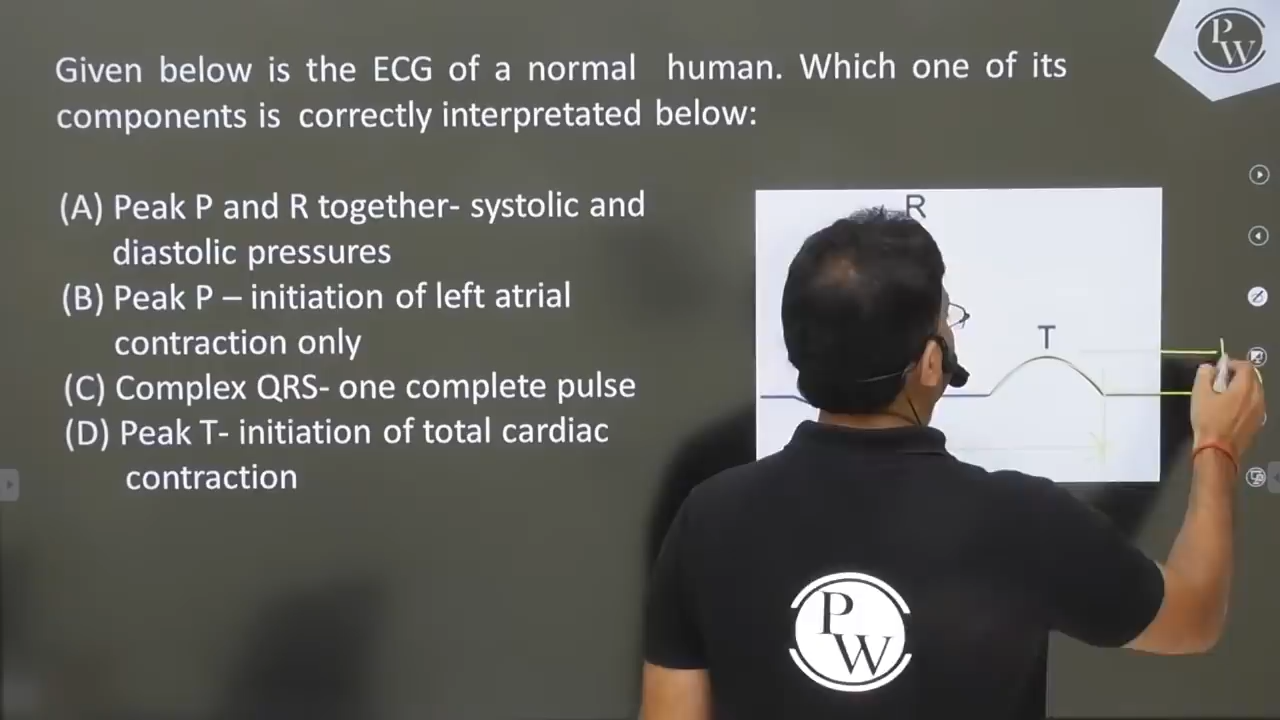 P
W
Given below is the ECG of a normal human. Which one of its
components is correctly interpretated below:
(A) Peak P and R together- systolic and
diastolic pressures
(B) Peak P – initiation of left atrial
contraction only
(C) Complex QRS- one complete pulse
(D) Peak T- initiation of total cardiac
contraction
R
T
P
W